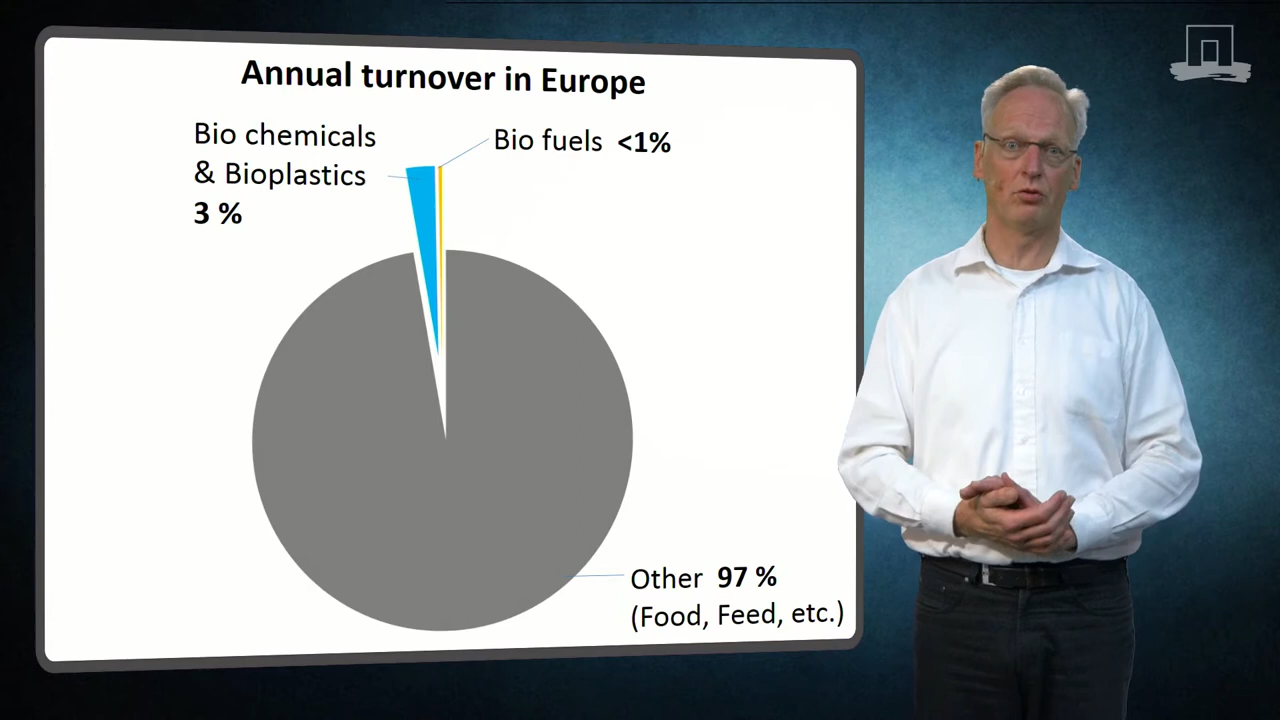 Annual turnover in Europe
Bio chemicals
& Bioplastics
3 %
Bio fuels <1%
Other 97 %
(Food, Feed, etc.)